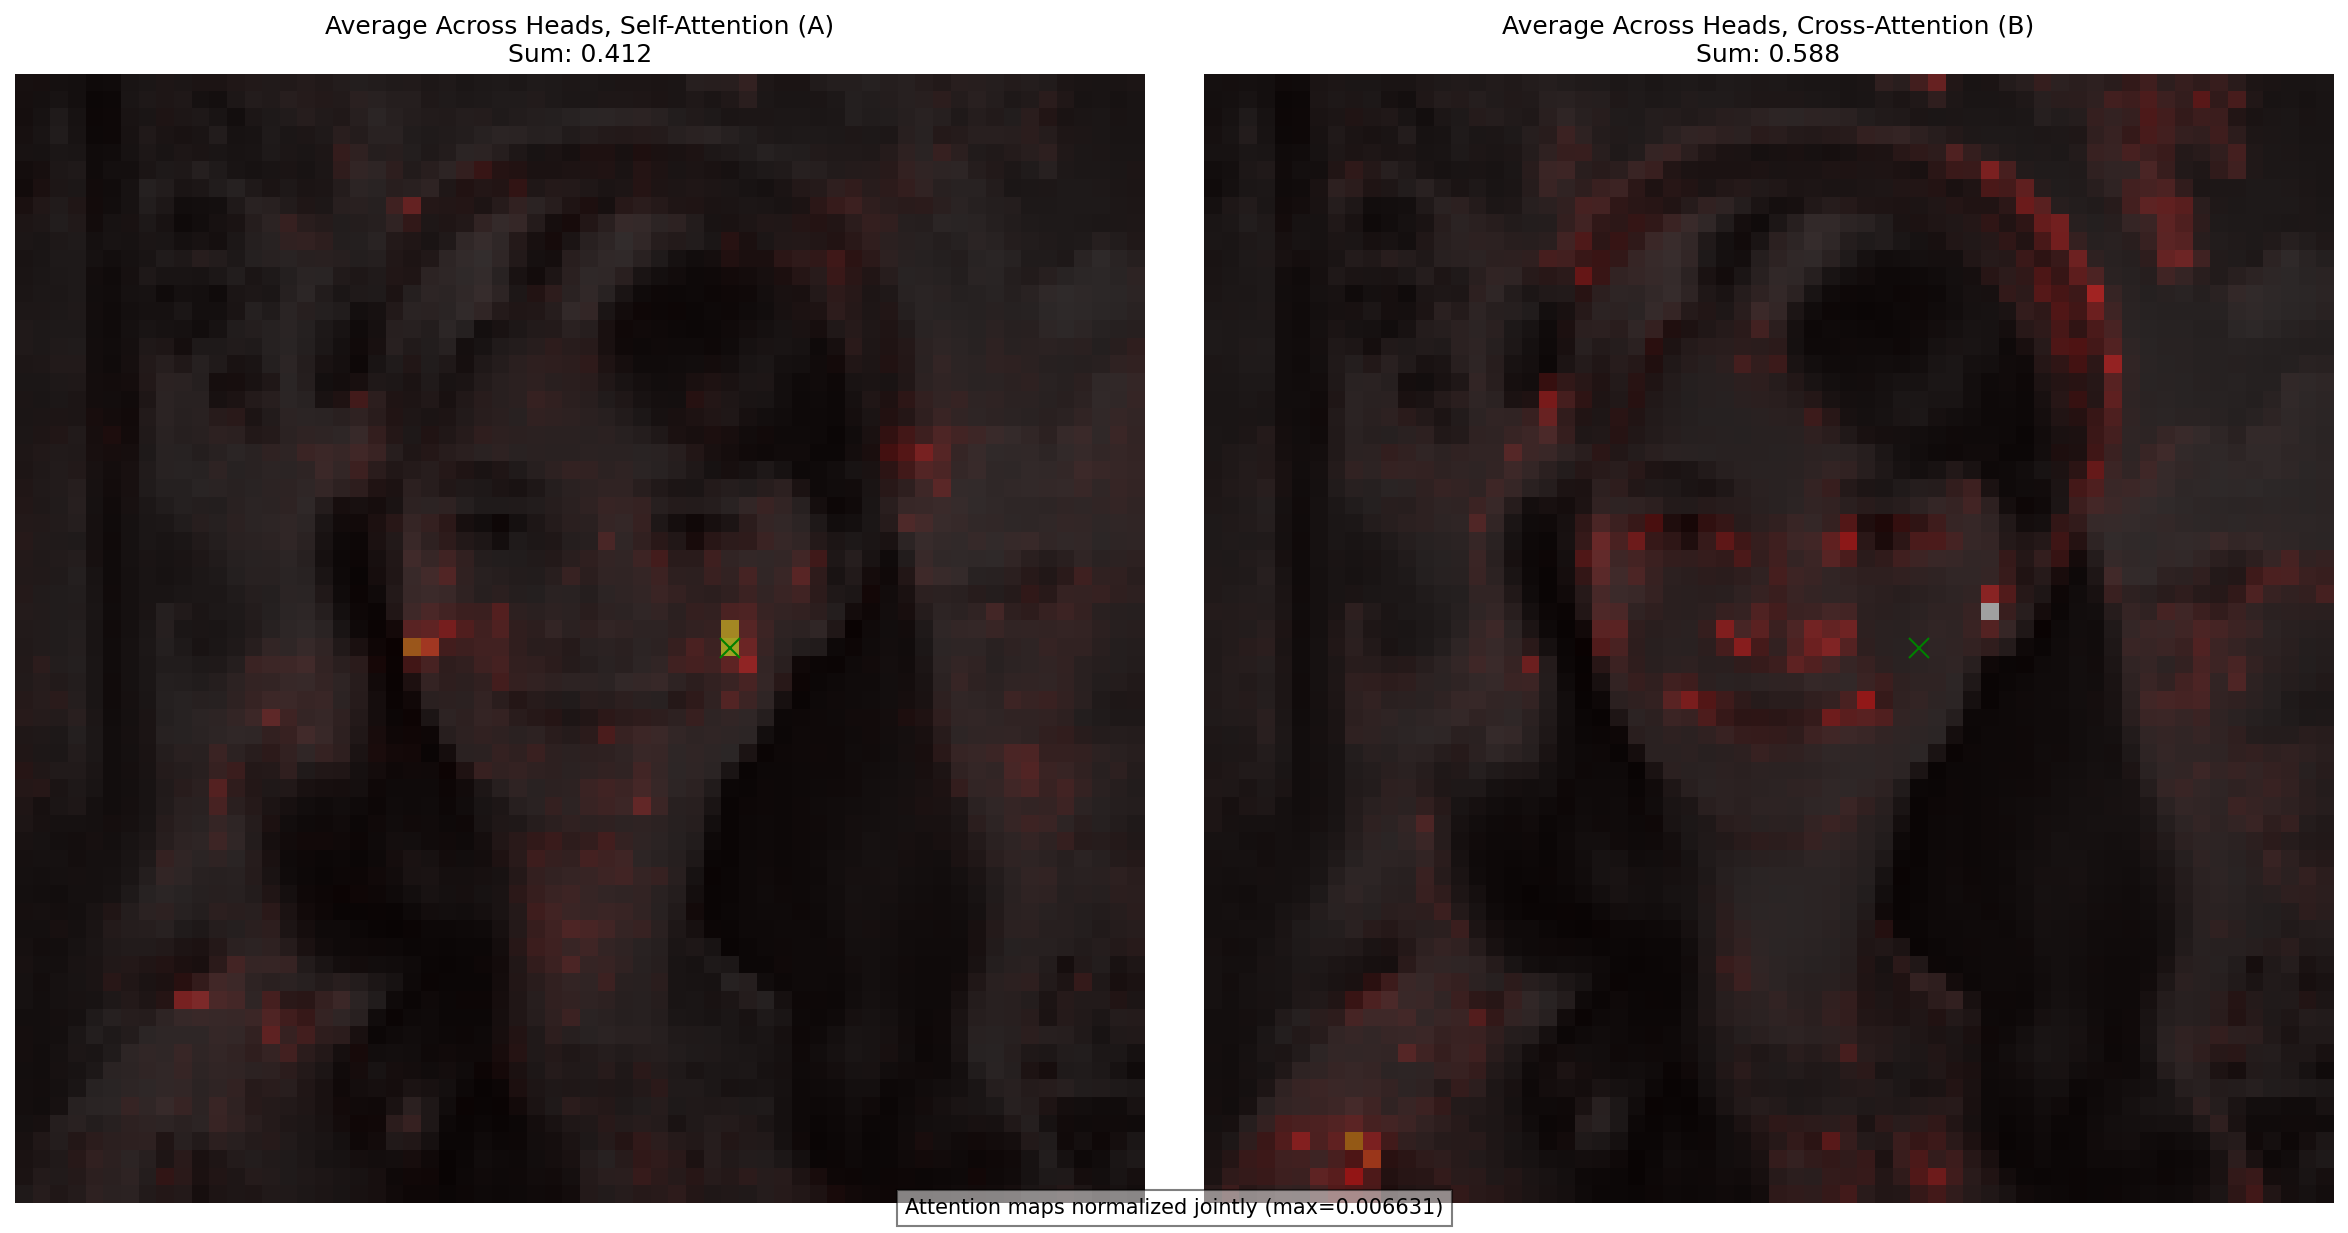 Average Across Heads, Self-Attention (A)
Sum: 0.412
Average Across Heads, Cross-Attention (B)
Sum: 0.588
Attention maps normalized jointly (max=0.006631)